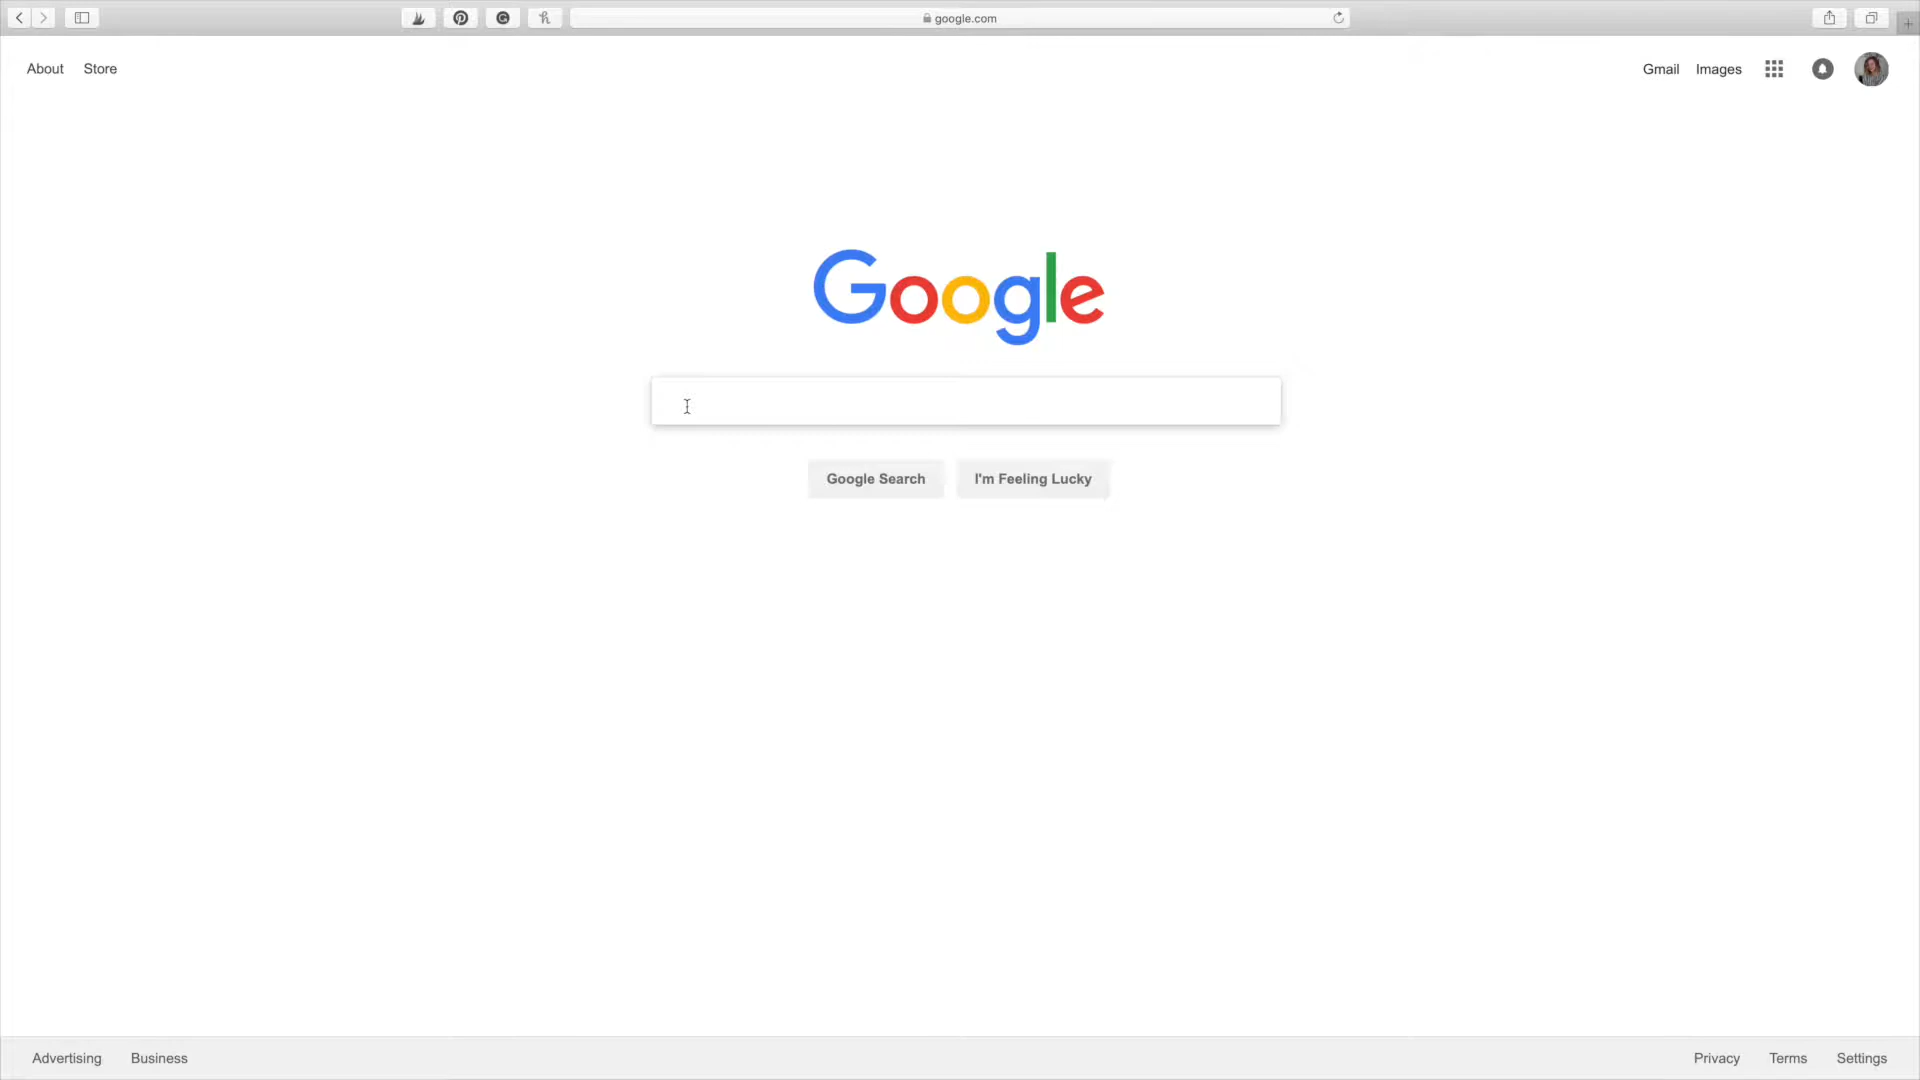 google.com
About Store
Gmail Images
Google
Google Search I'm Feeling Lucky
Advertising Business
Privacy Terms Settings